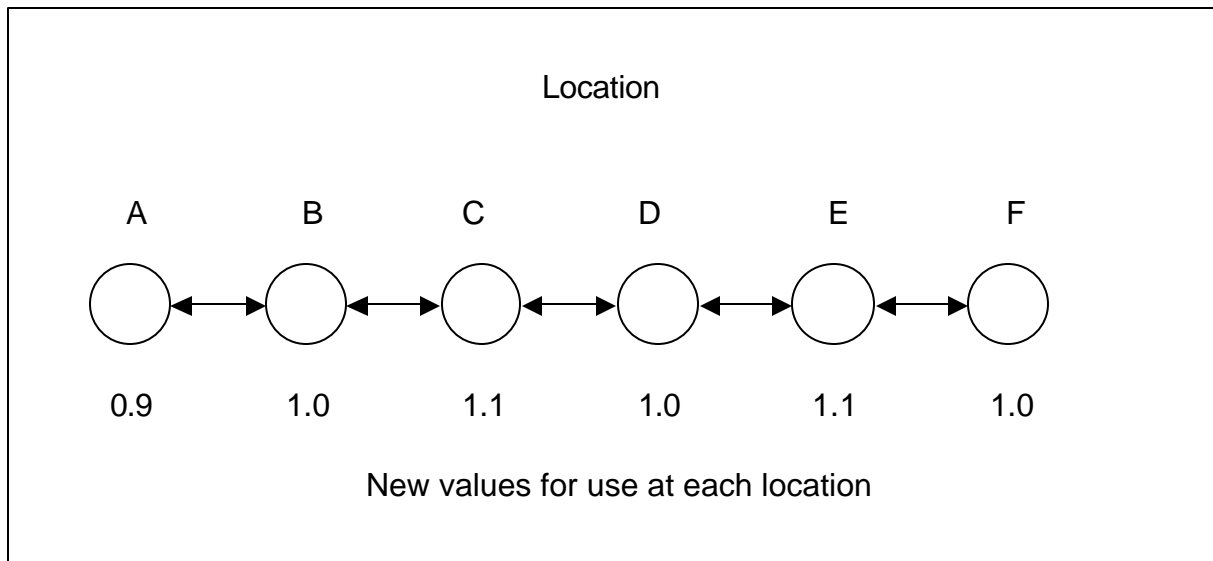 Location
A B C D E F
0.9 1.0 1.1 1.0 1.1 1.0
New values for use at each location